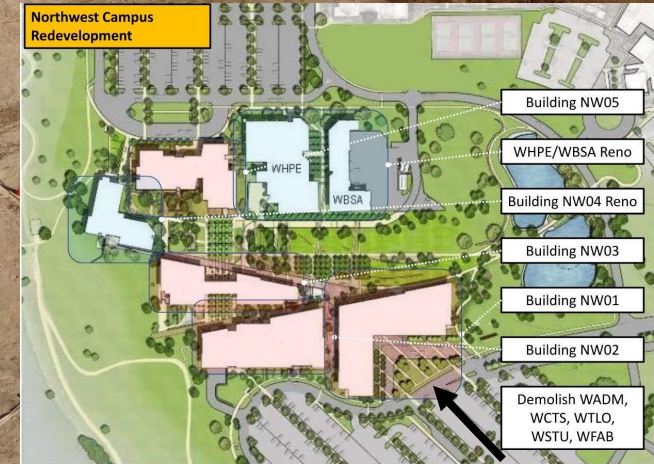 Northwest Campus
Redevelopment
Building NW05
WHPE
WHPE/WBSA Reno
WBSA
Building NW04 Reno
Building NW03
Building NW01
Building NW02
Demolish WADM,
WCTS, WTLO,
WSTU, WFAB